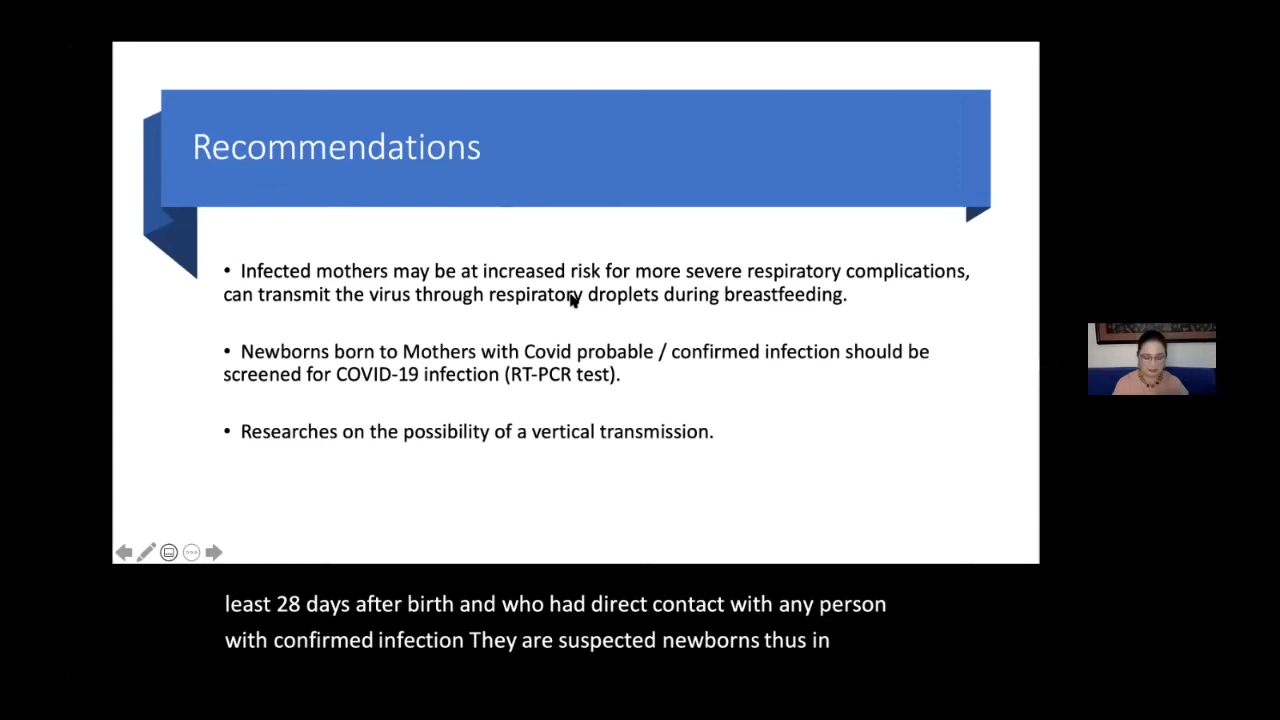 Recommendations
• Infected mothers may be at increased risk for more severe respiratory complications,
can transmit the virus through respiratory droplets during breastfeeding.
• Newborns born to Mothers with Covid probable / confirmed infection should be
screened for COVID-19 infection (RT-PCR test).
• Researches on the possibility of a vertical transmission.
least 28 days after birth and who had direct contact with any person
with confirmed infection They are suspected newborns thus in